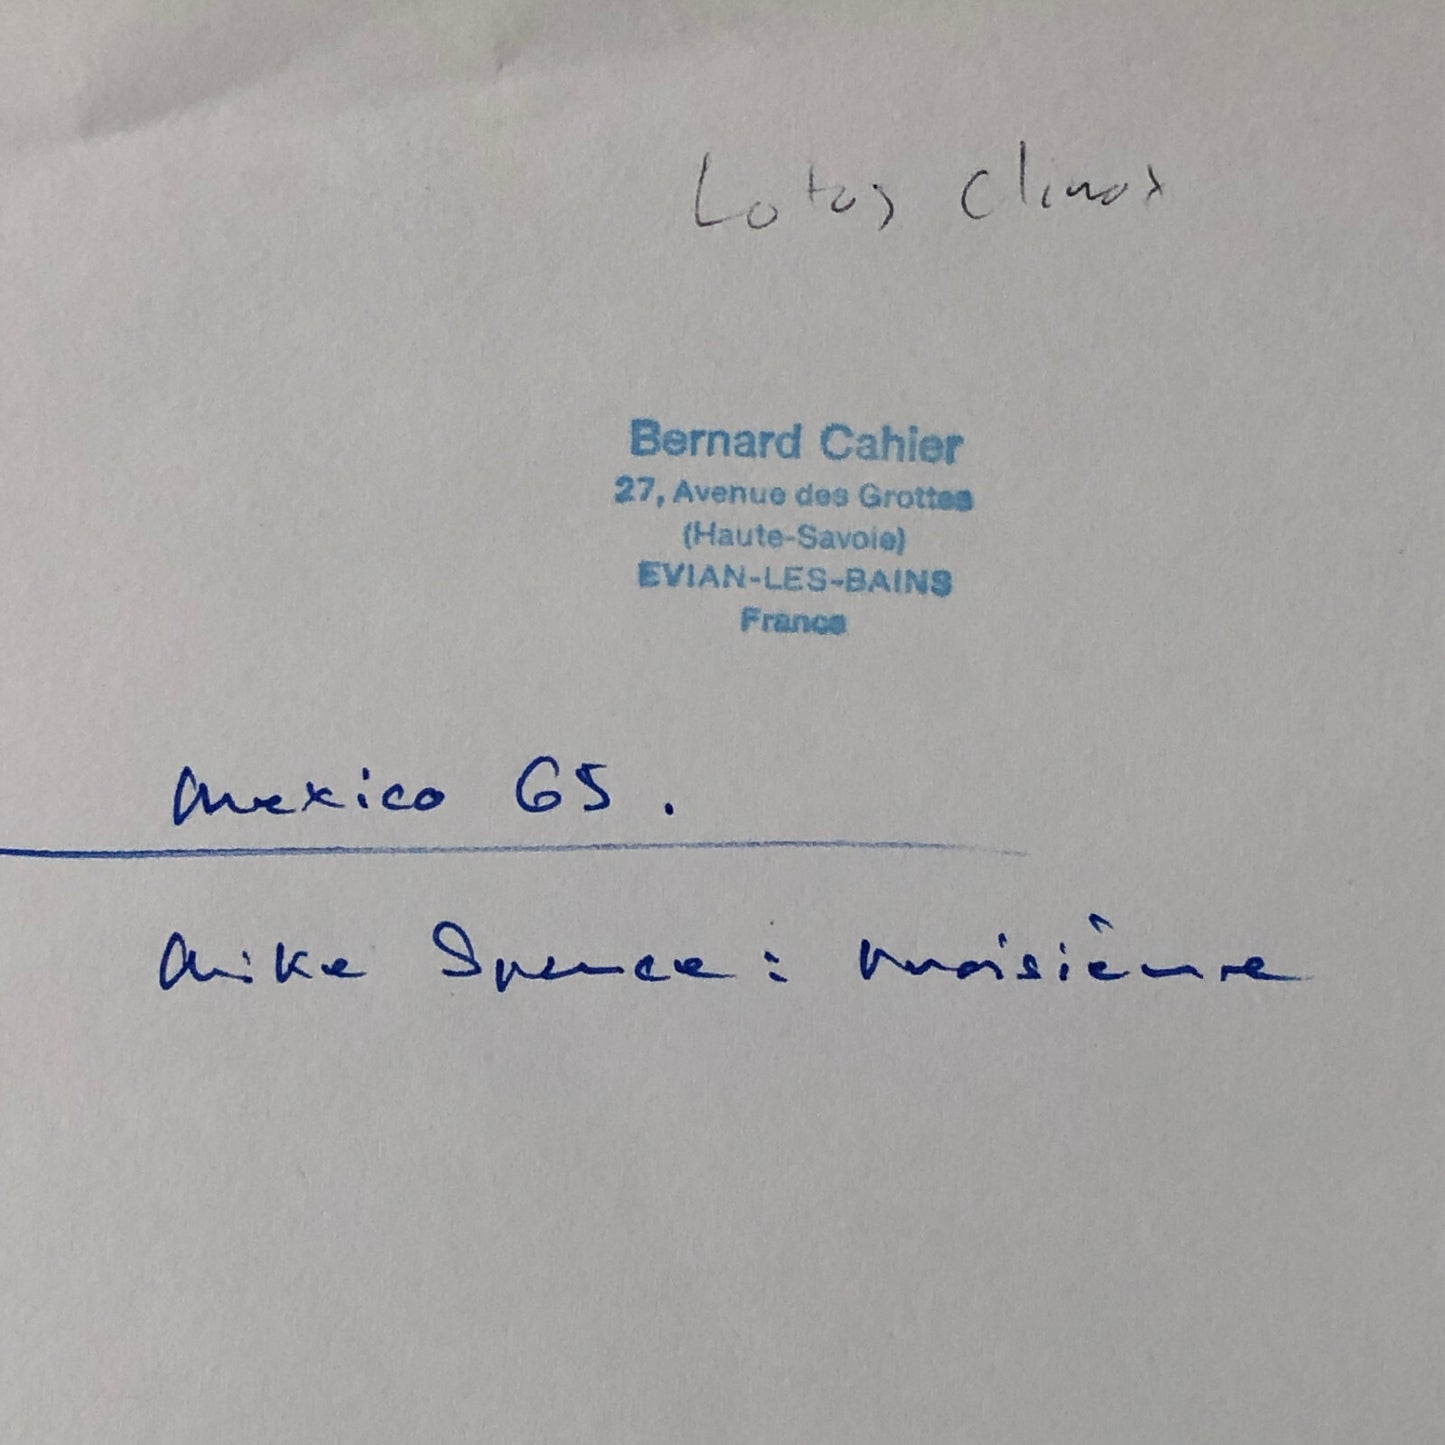 Lotus Climax
Bernard Cahier
27, Avenue des Grottes
(Haute-Savoie)
EVIAN-LES-BAINS
France
Mexico 65.
Mike Spence : troisième